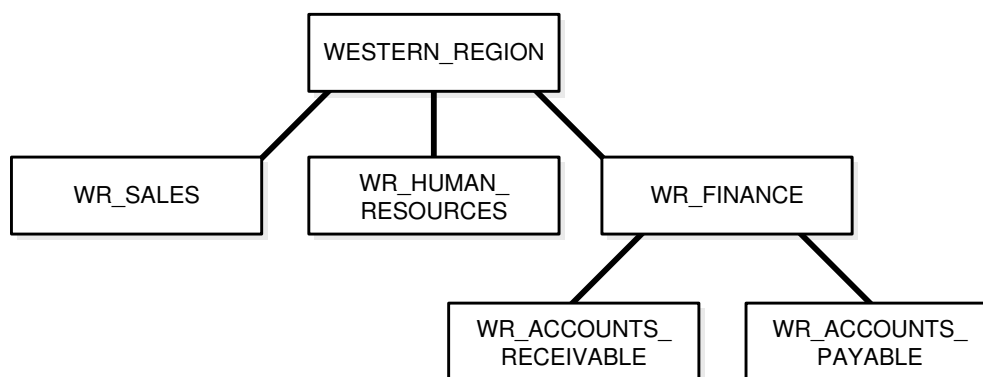 WESTERN_REGION
WR_SALES
WR_HUMAN_
RESOURCES
WR_FINANCE
WR_ACCOUNTS_
RECEIVABLE
WR_ACCOUNTS_
PAYABLE